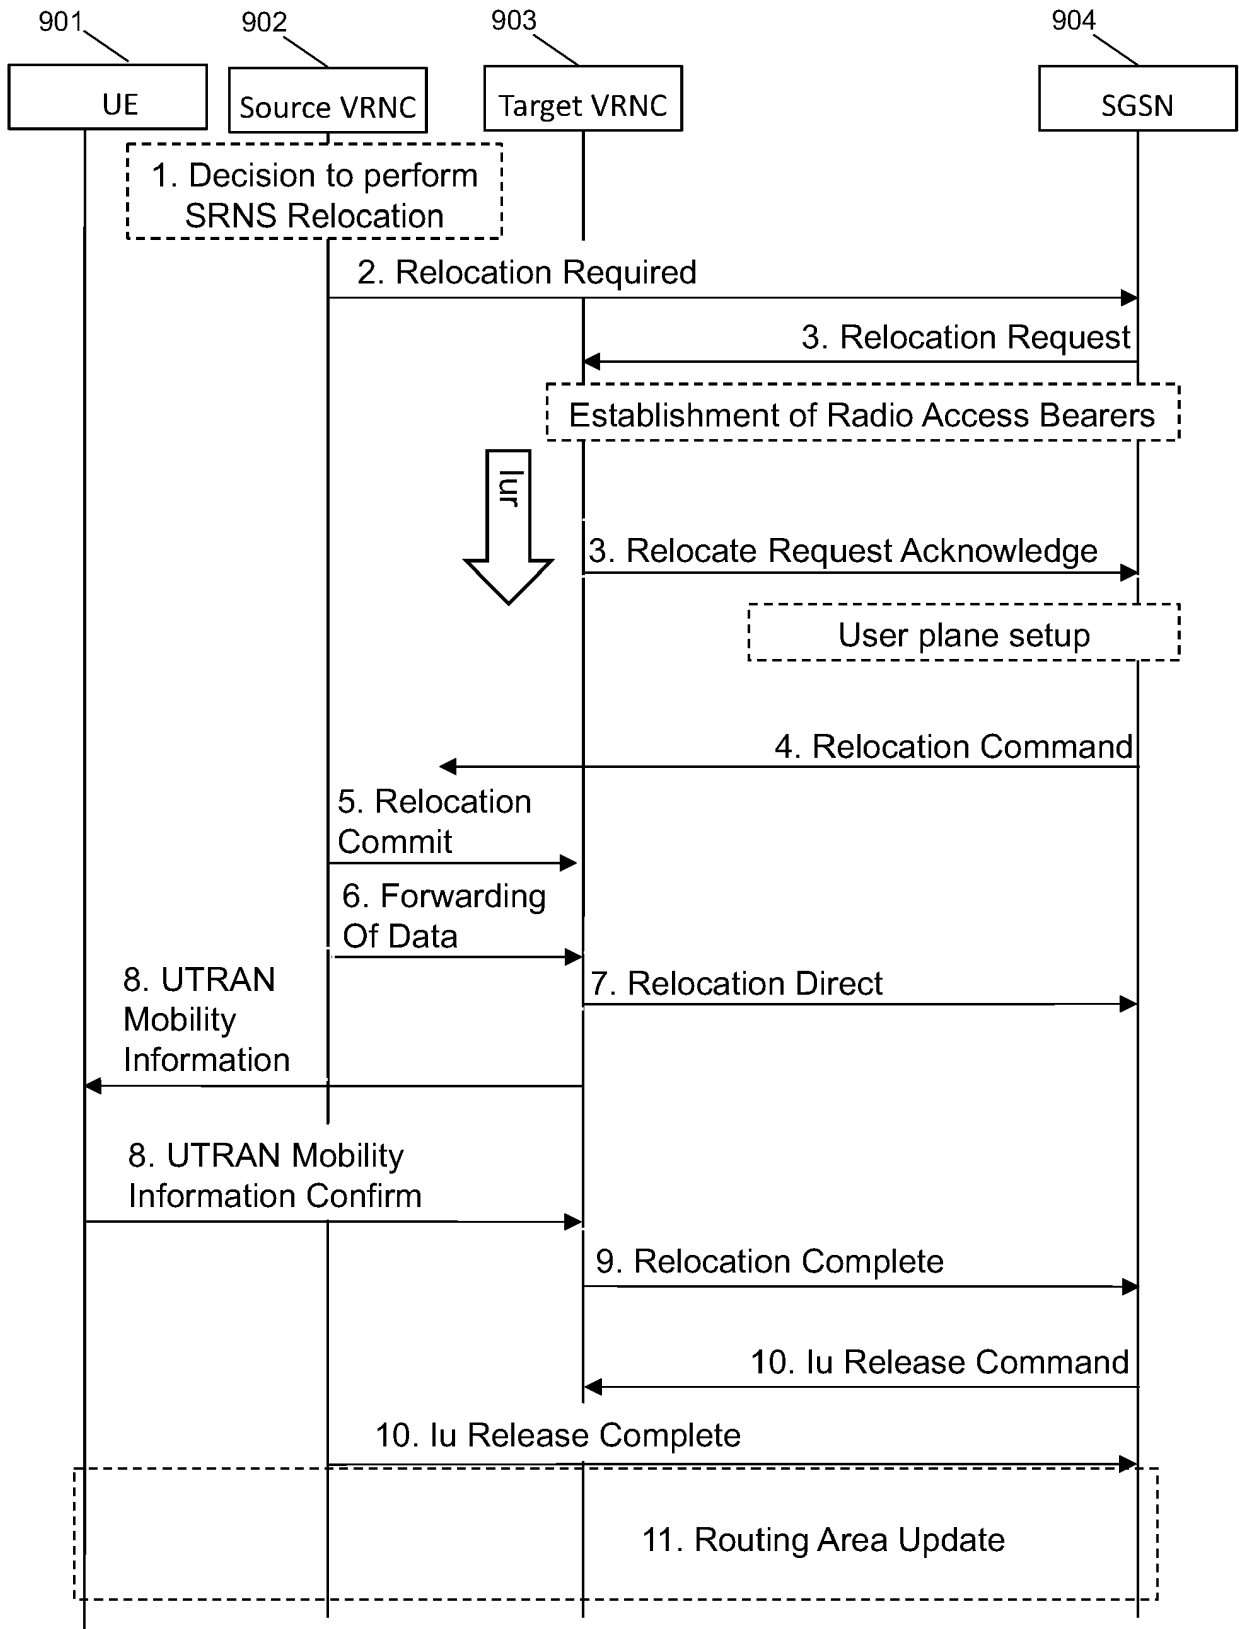 901
902
903
904
UE
Source VRNC
Target VRNC
SGSN
1. Decision to perform
SRNS Relocation
2. Relocation Required
3. Relocation Request
Establishment of Radio Access Bearers
Iur
3. Relocate Request Acknowledge
User plane setup
4. Relocation Command
5. Relocation
Commit
6. Forwarding
Of Data
7. Relocation Direct
8. UTRAN
Mobility
Information
8. UTRAN Mobility
Information Confirm
9. Relocation Complete
10. Iu Release Command
10. Iu Release Complete
11. Routing Area Update